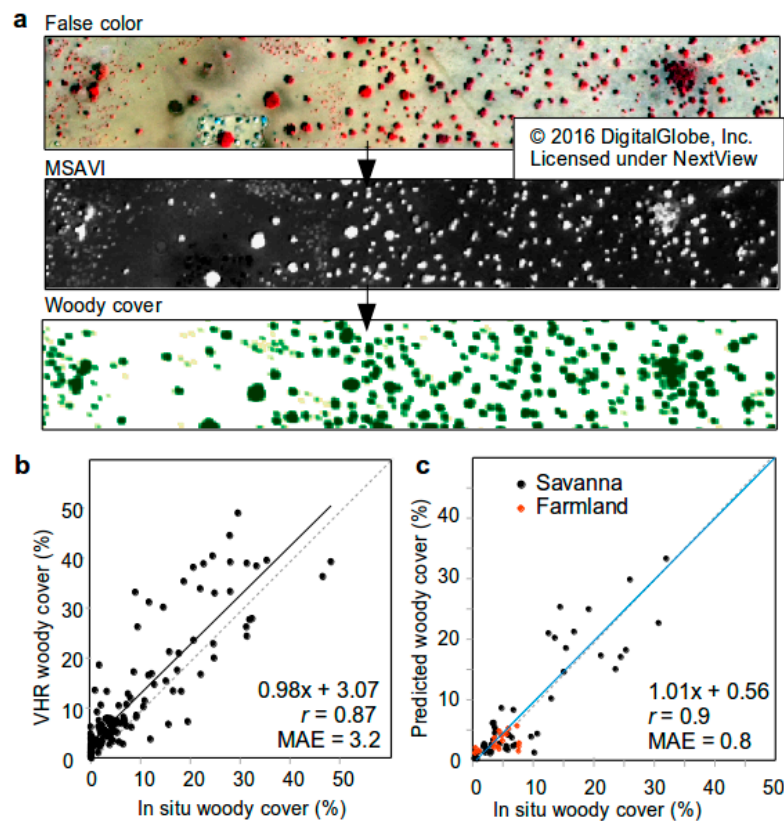 a
False color
© 2016 DigitalGlobe, Inc.
Licensed under NextView
MSAVI
Woody cover
b
VHR woody cover (%)
50
40
30
20
10
0
0.98x + 3.07
r = 0.87
MAE = 3.2
0 10 20 30 40 50
In situ woody cover (%)
c
Savanna
Farmland
Predicted woody cover (%)
40
30
20
10
0
1.01x + 0.56
r = 0.9
MAE = 0.8
0 10 20 30 40 50
In situ woody cover (%)